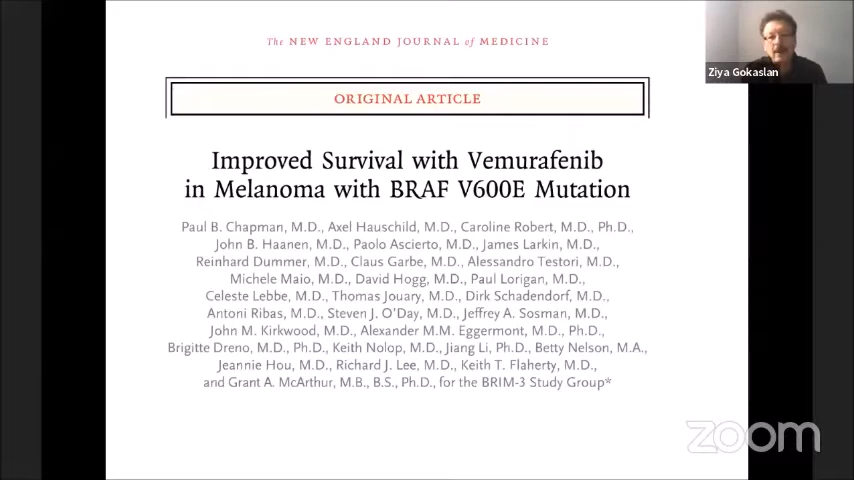 The NEW ENGLAND JOURNAL of MEDICINE
Ziya Gokaslan
ORIGINAL ARTICLE
Improved Survival with Vemurafenib
in Melanoma with BRAF V600E Mutation
Paul B. Chapman, M.D., Axel Hauschild, M.D., Caroline Robert, M.D., Ph.D.,
John B. Haanen, M.D., Paolo Ascierto, M.D., James Larkin, M.D.,
Reinhard Dummer, M.D., Claus Garbe, M.D., Alessandro Testori, M.D.,
Michele Maio, M.D., David Hogg, M.D., Paul Lorigan, M.D.,
Celeste Lebbe, M.D., Thomas Jouary, M.D., Dirk Schadendorf, M.D.,
Antoni Ribas, M.D., Steven J. O'Day, M.D., Jeffrey A. Sosman, M.D.,
John M. Kirkwood, M.D., Alexander M.M. Eggermont, M.D., Ph.D.,
Brigitte Dreno, M.D., Ph.D., Keith Nolop, M.D., Jiang Li, Ph.D., Betty Nelson, M.A.,
Jeannie Hou, M.D., Richard J. Lee, M.D., Keith T. Flaherty, M.D.,
and Grant A. McArthur, M.B., B.S., Ph.D., for the BRIM-3 Study Group*
zoom